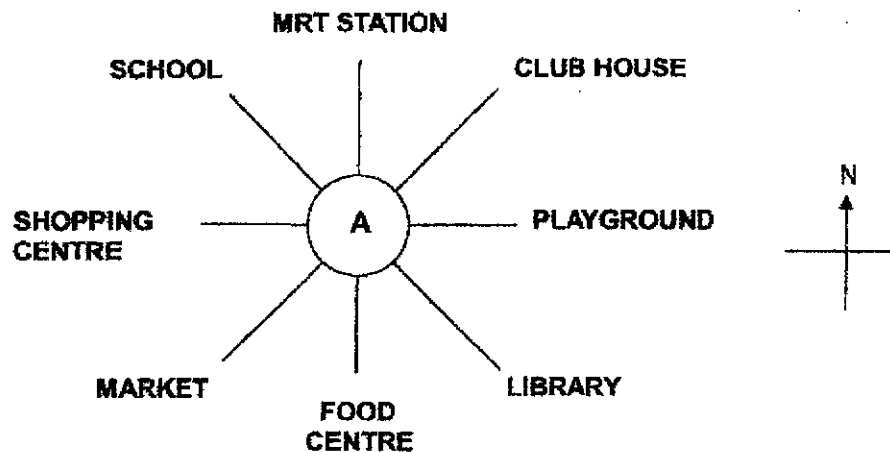 MRT STATION
SCHOOL
CLUB HOUSE
N
SHOPPING
CENTRE
A
PLAYGROUND
MARKET
LIBRARY
FOOD
CENTRE